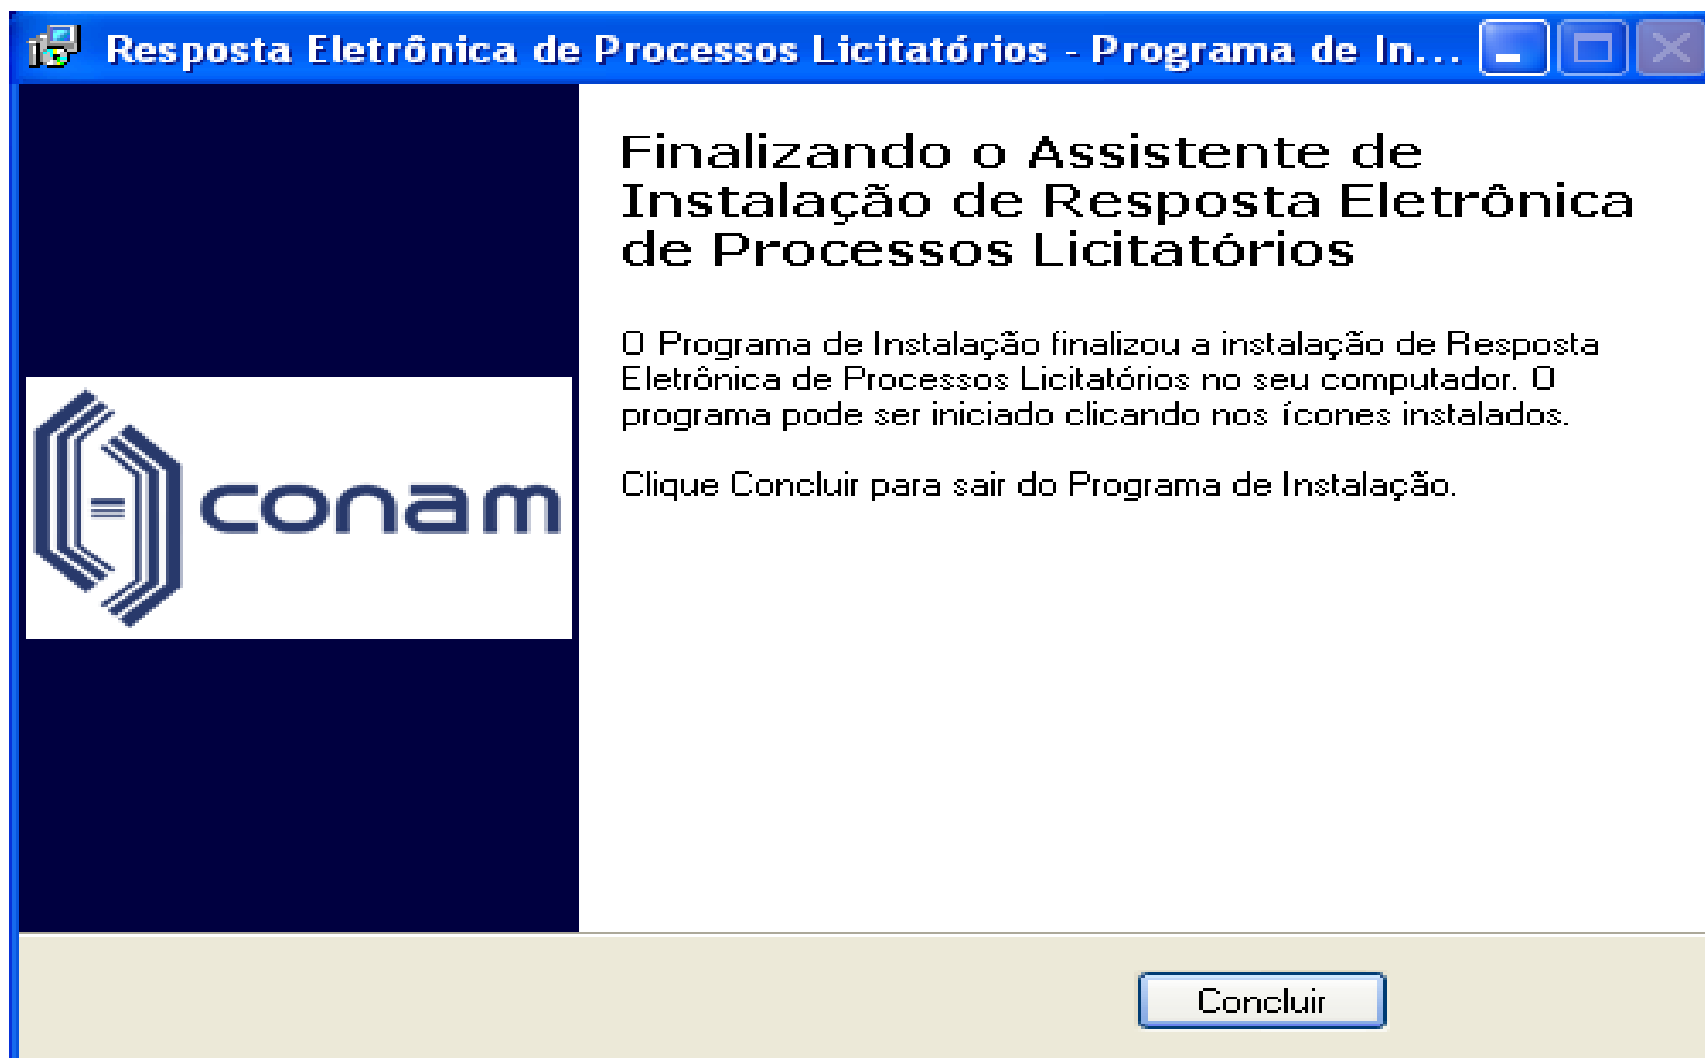 Resposta Eletrônica de Processos Licitatórios - Programa de In...
Finalizando o Assistente de
Instalação de Resposta Eletrônica
de Processos Licitatórios
O Programa de Instalação finalizou a instalação de Resposta
Eletrônica de Processos Licitatórios no seu computador. O
programa pode ser iniciado clicando nos ícones instalados.
Clique Concluir para sair do Programa de Instalação.
conam
Concluir